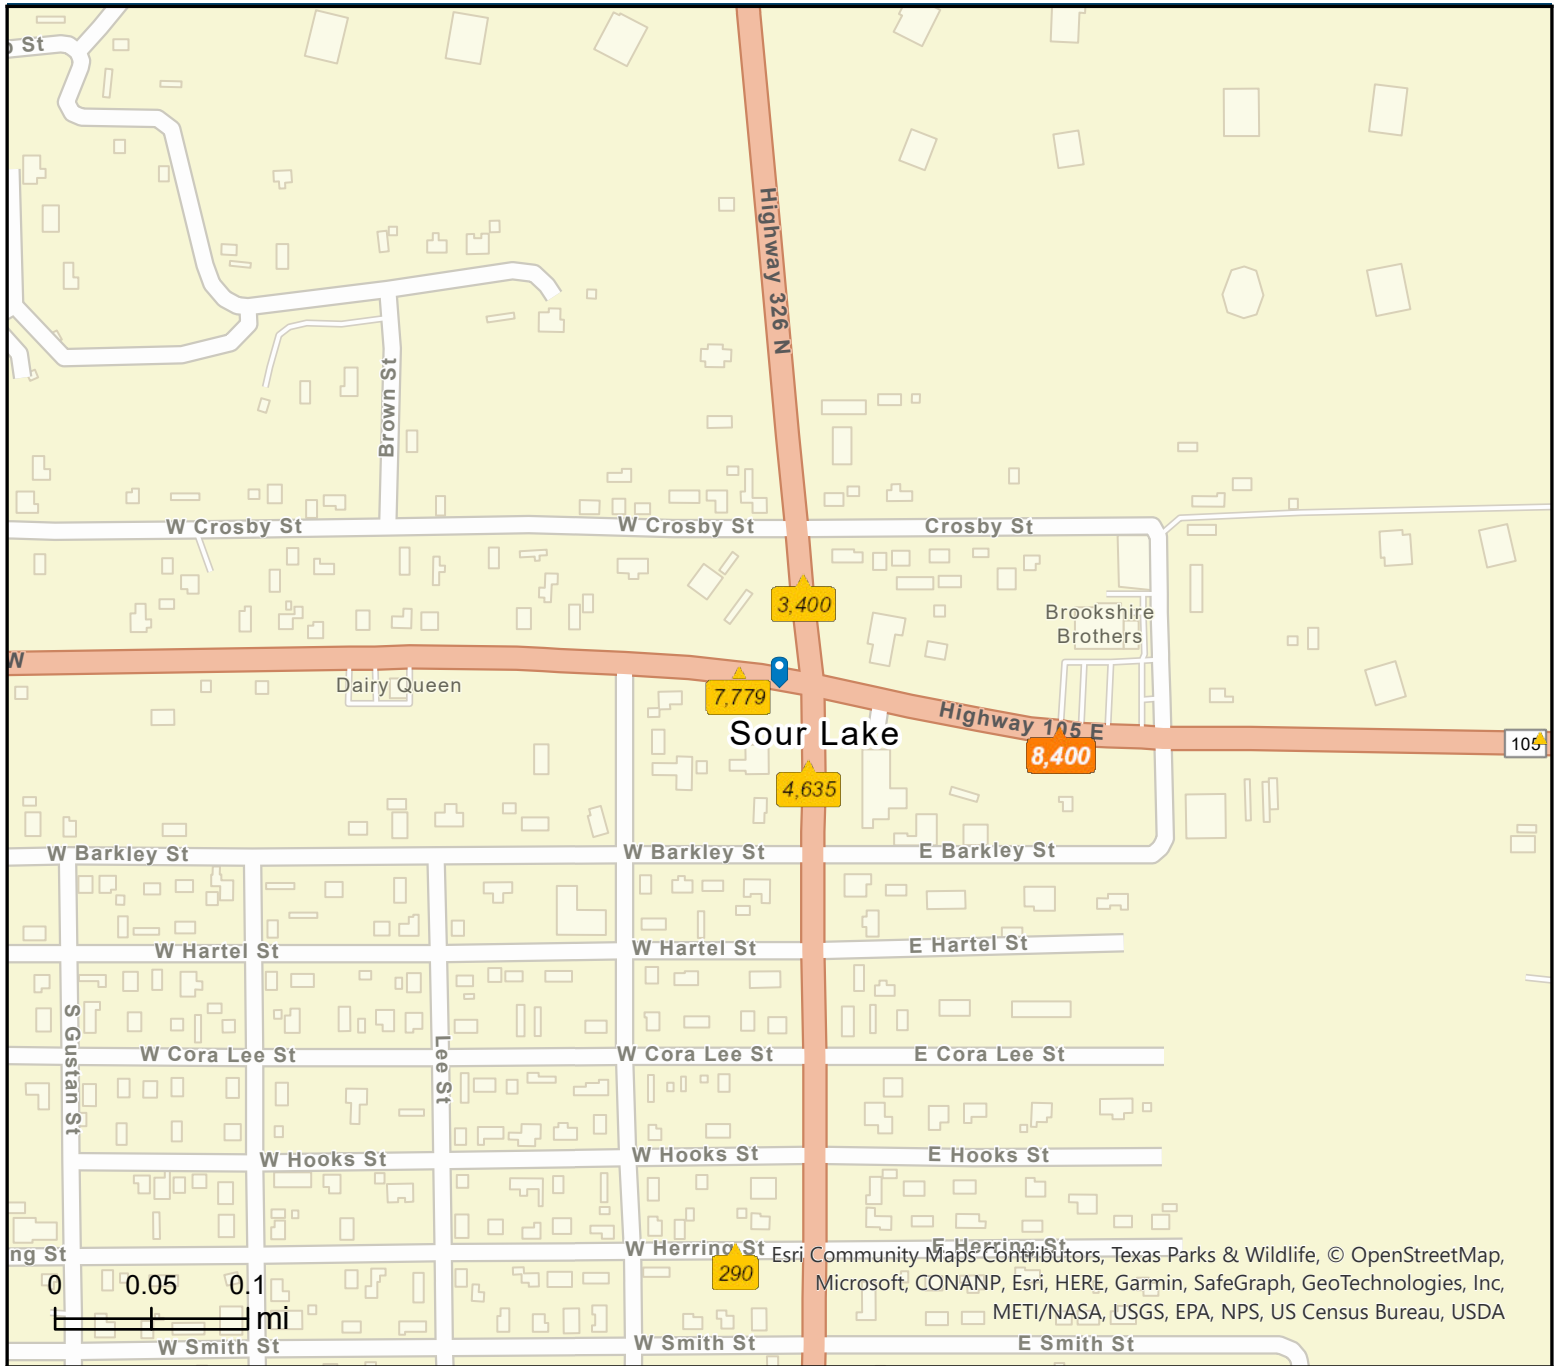 St
Highway 326 N
Brown St
W Crosby St
W Crosby St
Crosby St
3,400
Brookshire
Brothers
W
Dairy Queen
7,779
Highway 105 E
Sour Lake
8,400
105
4,635
W Barkley St
W Barkley St
E Barkley St
W Hartel St
W Hartel St
E Hartel St
S Gustan St
Lee St
W Cora Lee St
W Cora Lee St
E Cora Lee St
W Hooks St
W Hooks St
E Hooks St
ng St
W Herring St
E Herring St
290
Esri Community Maps Contributors, Texas Parks & Wildlife, © OpenStreetMap,
Microsoft, CONANP, Esri, HERE, Garmin, SafeGraph, GeoTechnologies, Inc,
METI/NASA, USGS, EPA, NPS, US Census Bureau, USDA
0 0.05 0.1
mi
W Smith St
W Smith St
E Smith St